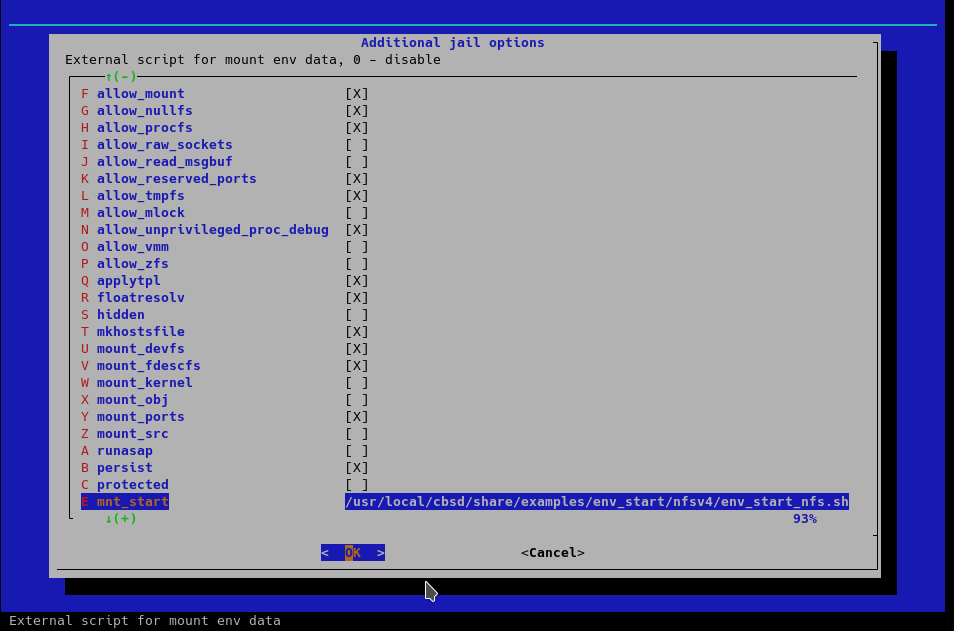 Additional jail options
External script for mount env data, 0 - disable
↑(-)
F allow_mount [X]
G allow_nullfs [X]
H allow_procfs [X]
I allow_raw_sockets [ ]
J allow_read_msgbuf [ ]
K allow_reserved_ports [X]
L allow_tmpfs [X]
M allow_mlock [ ]
N allow_unprivileged_proc_debug [X]
O allow_vmm [ ]
P allow_zfs [ ]
Q applytpl [X]
R floatresolv [X]
S hidden [ ]
T mkhostsfile [X]
U mount_devfs [X]
V mount_fdescfs [X]
W mount_kernel [ ]
X mount_obj [ ]
Y mount_ports [X]
Z mount_src [ ]
A runasap [ ]
B persist [X]
C protected [ ]
E mnt_start /usr/local/cbsd/share/examples/env_start/nfsv4/env_start_nfs.sh
↓(+) 93%
< OK > <Cancel>
External script for mount env data